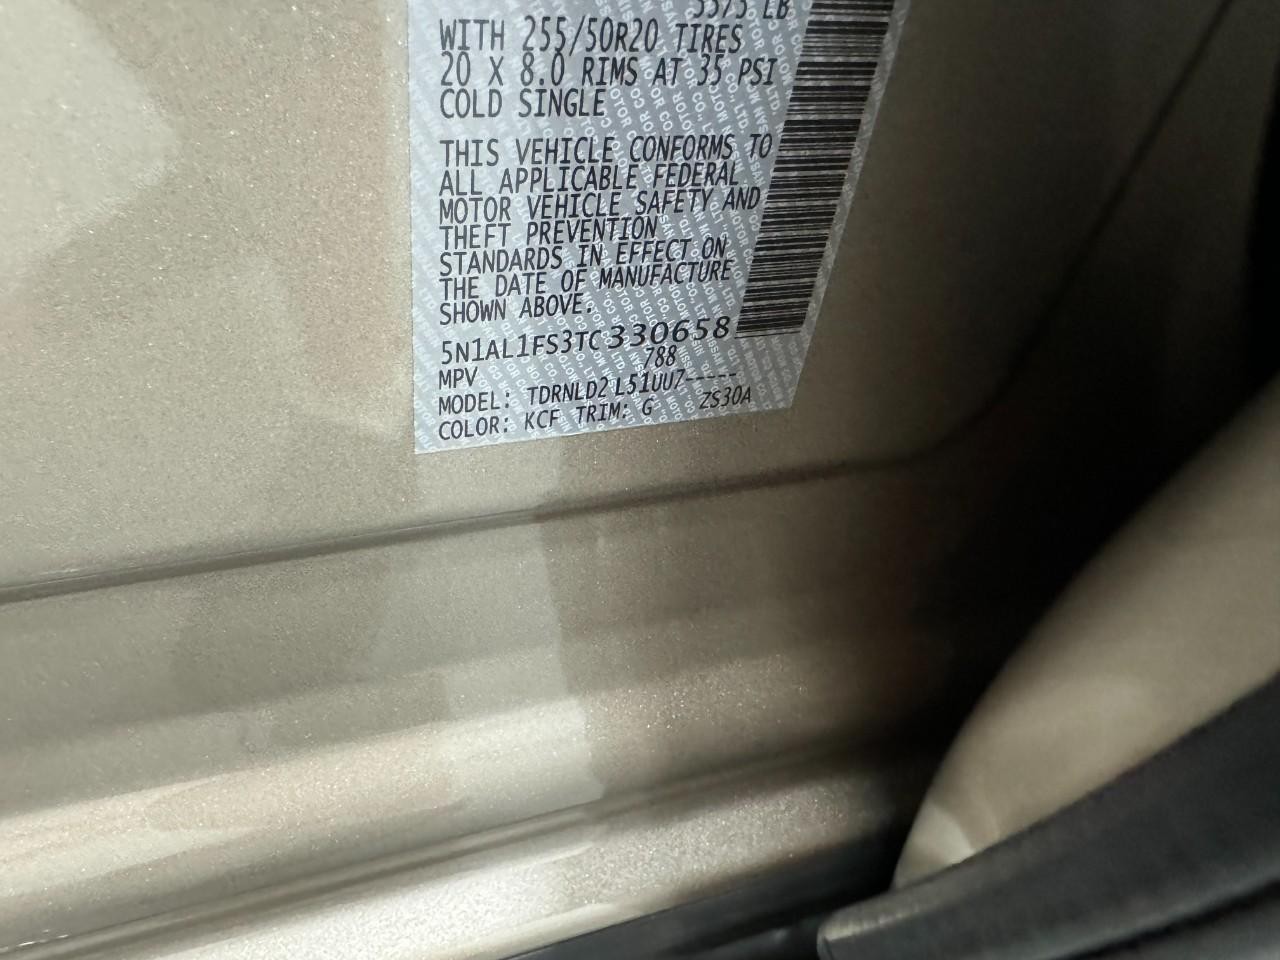 5575 LB
WITH 255/50R20 TIRES
20 X 8.0 RIMS AT 35 PSI
COLD SINGLE
THIS VEHICLE CONFORMS TO
ALL APPLICABLE FEDERAL
MOTOR VEHICLE SAFETY AND
THEFT PREVENTION
STANDARDS IN EFFECT ON
THE DATE OF MANUFACTURE
SHOWN ABOVE.
5N1AL1FS3TC330658
MPV 788
MODEL: TDRNLD2 L51UU7-----
COLOR: KCF TRIM: G ZS30A